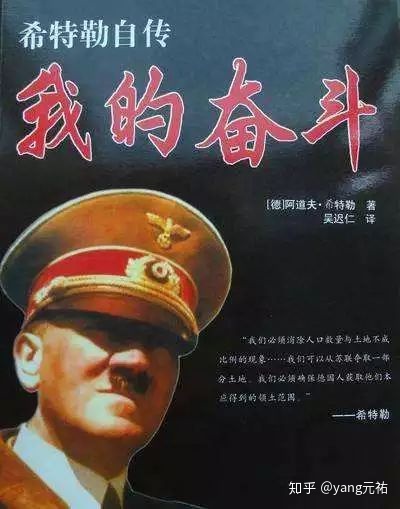 希特勒自传
我的奋斗
[德]阿道夫·希特勒 著
吴迟仁 译
“我们必须消除人口数量与土地不成
比例的现象……我们可以从苏联夺取一部
分土地。我们必须确保德国人获取他们本
应得到的领土范围。”
——希特勒
知乎 @yang元祐